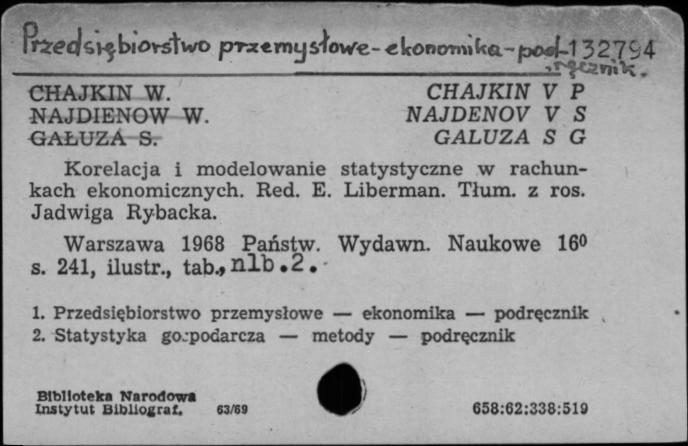 Przedsiębiorstwo przemysłowe - ekonomika - pod- 132794
ręcznik.
CHAJKIN W. CHAJKIN V P
NAJDIENOW W. NAJDENOV V S
GAŁUZA S. GALUZA S G
Korelacja i modelowanie statystyczne w rachun-
kach ekonomicznych. Red. E. Liberman. Tłum. z ros.
Jadwiga Rybacka.
Warszawa 1968 Państw. Wydawn. Naukowe 16⁰
s. 241, ilustr., tab., nlb.2.
1. Przedsiębiorstwo przemysłowe — ekonomika — podręcznik
2. Statystyka gospodarcza — metody — podręcznik
Biblioteka Narodowa
Instytut Bibliograf. 63/69 658:62:338:519